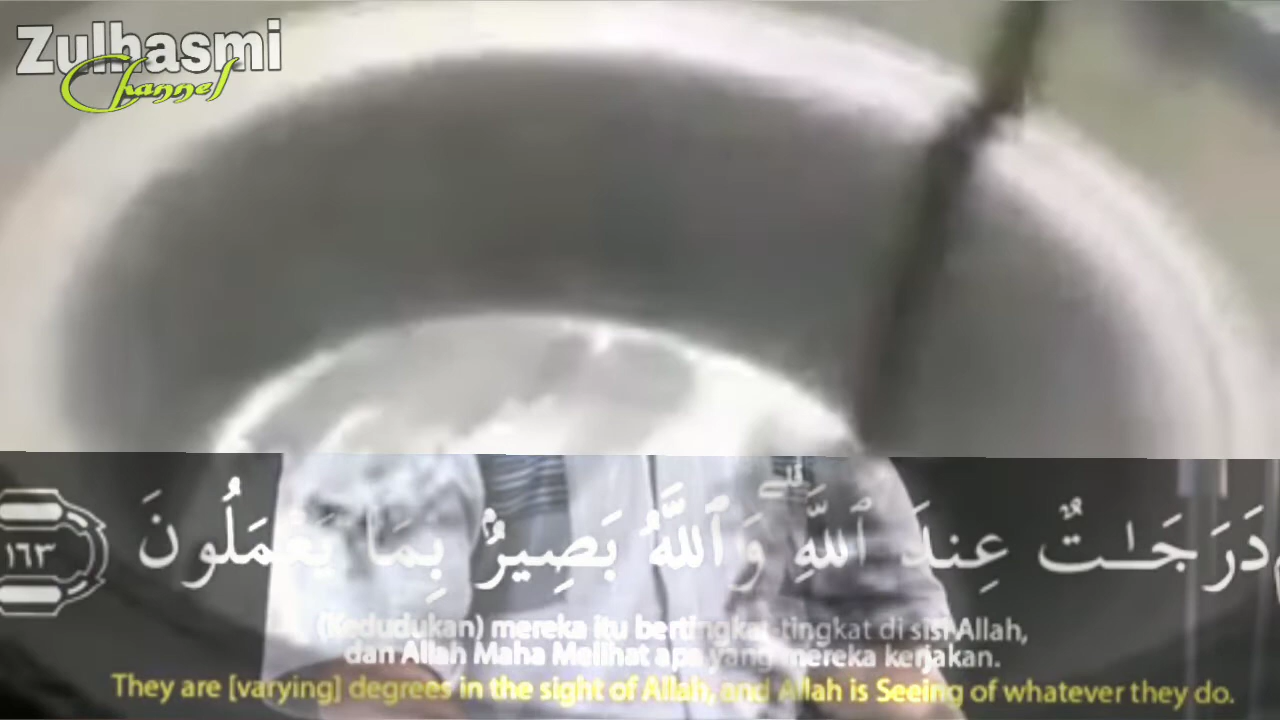 Zulhasmi
Channel
دَرَجَـٰتٌ عِندَ ٱللَّهِ ۗ وَٱللَّهُ بَصِيرٌۢ بِمَا يَعْمَلُونَ ١٦٣
(Kedudukan) mereka itu bertingkat-tingkat di sisi Allah,
dan Allah Maha Melihat apa yang mereka kerjakan.
They are [varying] degrees in the sight of Allah, and Allah is Seeing of whatever they do.